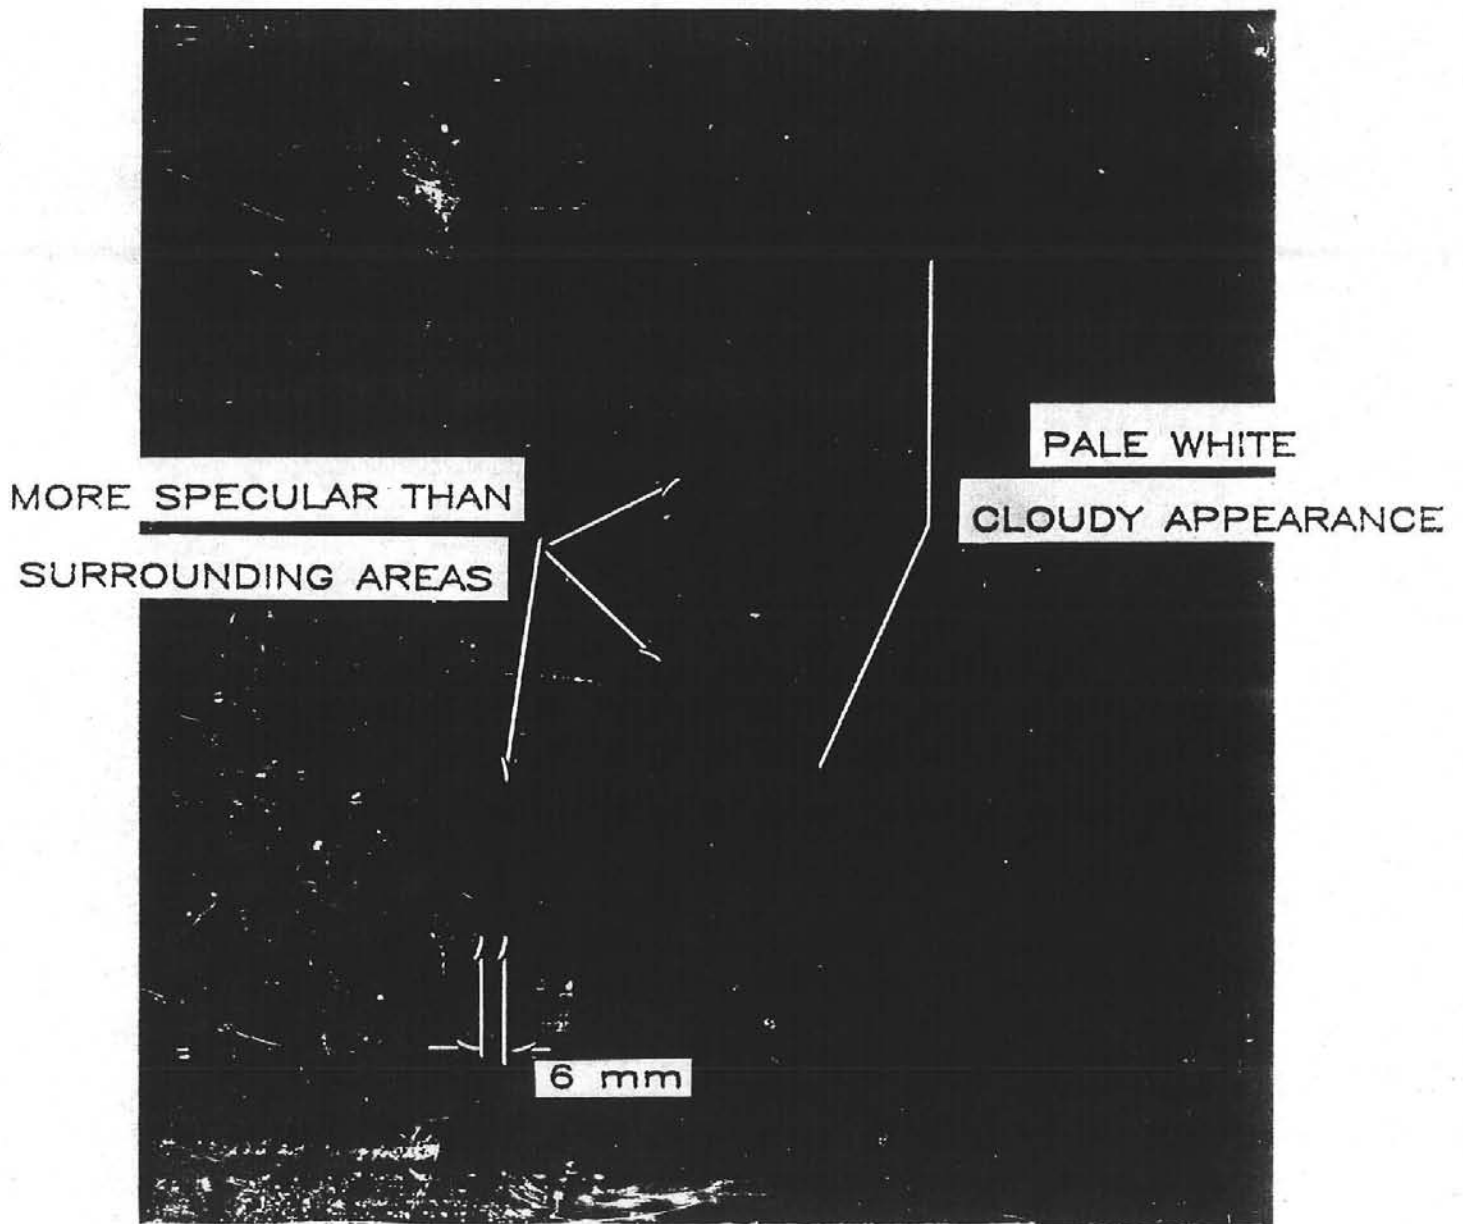 MORE SPECULAR THAN
SURROUNDING AREAS
PALE WHITE
CLOUDY APPEARANCE
6 mm